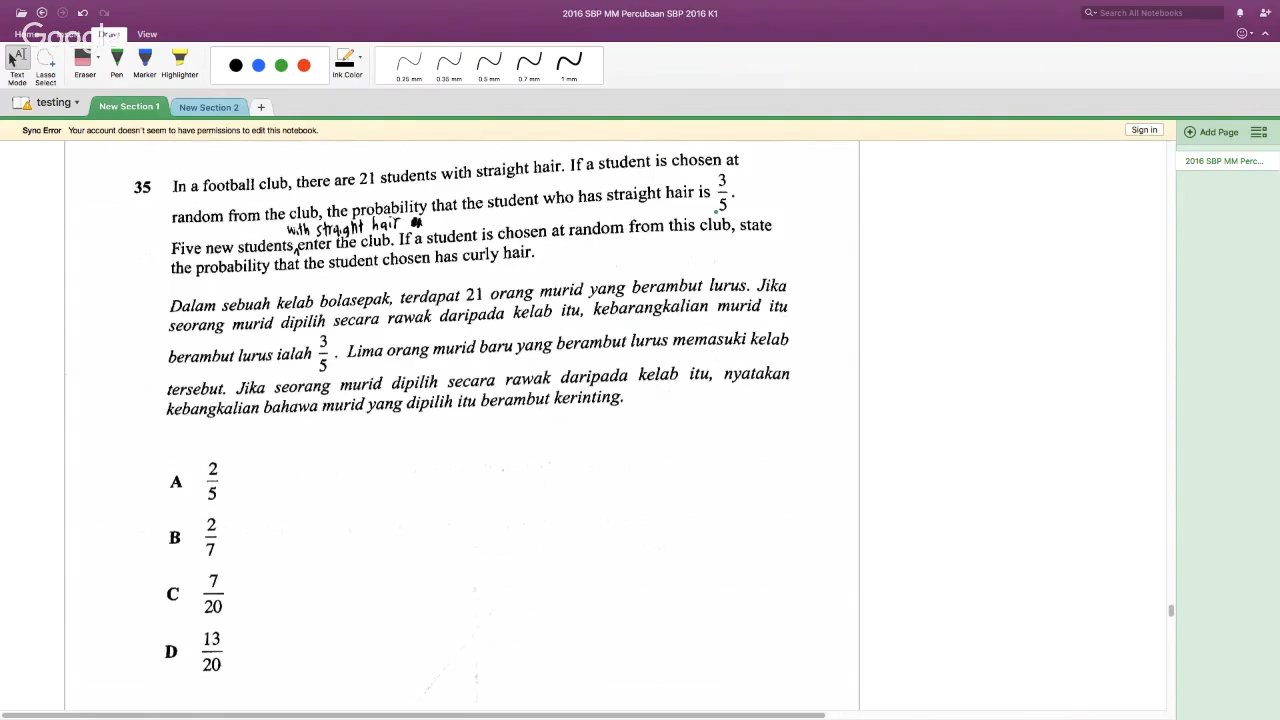 2016 SBP MM Percubaan SBP 2016 K1
Search All Notebooks
Google
Home Insert Draw View
Text Mode
Lasso Select
Eraser
Pen
Marker
Highlighter
Ink Color
0.25 mm 0.35 mm 0.5 mm 0.7 mm 1 mm
testing
New Section 1
New Section 2
+
Sync Error Your account doesn't seem to have permissions to edit this notebook.
Sign in
Add Page
2016 SBP MM Perc...
35 In a football club, there are 21 students with straight hair. If a student is chosen at
random from the club, the probability that the student who has straight hair is 3/5.
with straight hair
Five new students enter the club. If a student is chosen at random from this club, state
the probability that the student chosen has curly hair.
Dalam sebuah kelab bolasepak, terdapat 21 orang murid yang berambut lurus. Jika
seorang murid dipilih secara rawak daripada kelab itu, kebarangkalian murid itu
berambut lurus ialah 3/5. Lima orang murid baru yang berambut lurus memasuki kelab
tersebut. Jika seorang murid dipilih secara rawak daripada kelab itu, nyatakan
kebangkalian bahawa murid yang dipilih itu berambut kerinting.
A 2/5
B 2/7
C 7/20
D 13/20